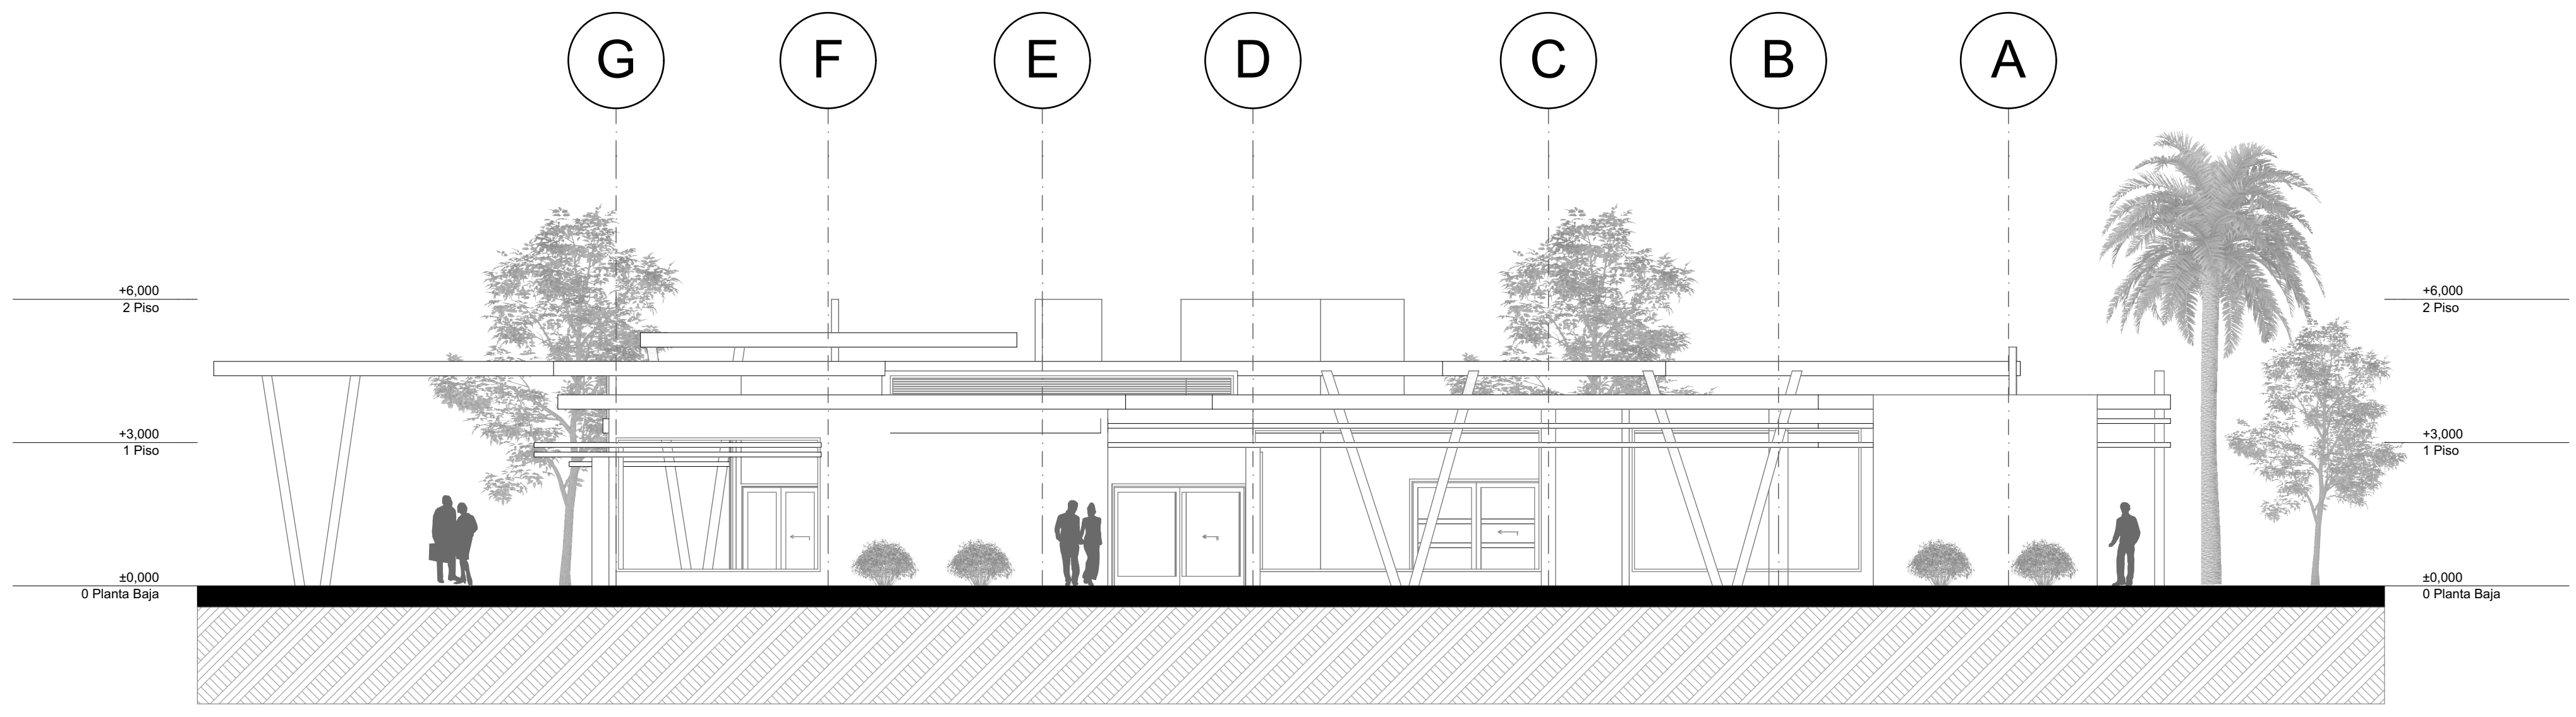 G F E D C B A
+6,000
2 Piso
+3,000
1 Piso
±0,000
0 Planta Baja
+6,000
2 Piso
+3,000
1 Piso
±0,000
0 Planta Baja